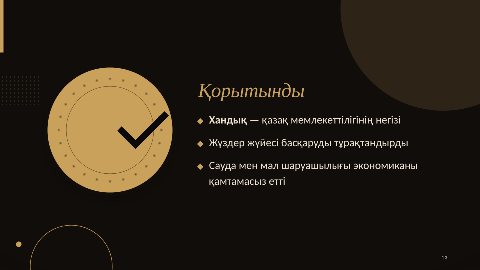 Қорытынды
Хандық — қазақ мемлекеттілігінің негізі
Жүздер жүйесі басқаруды тұрақтандырды
Сауда мен мал шаруашылығы экономиканы
қамтамасыз етті